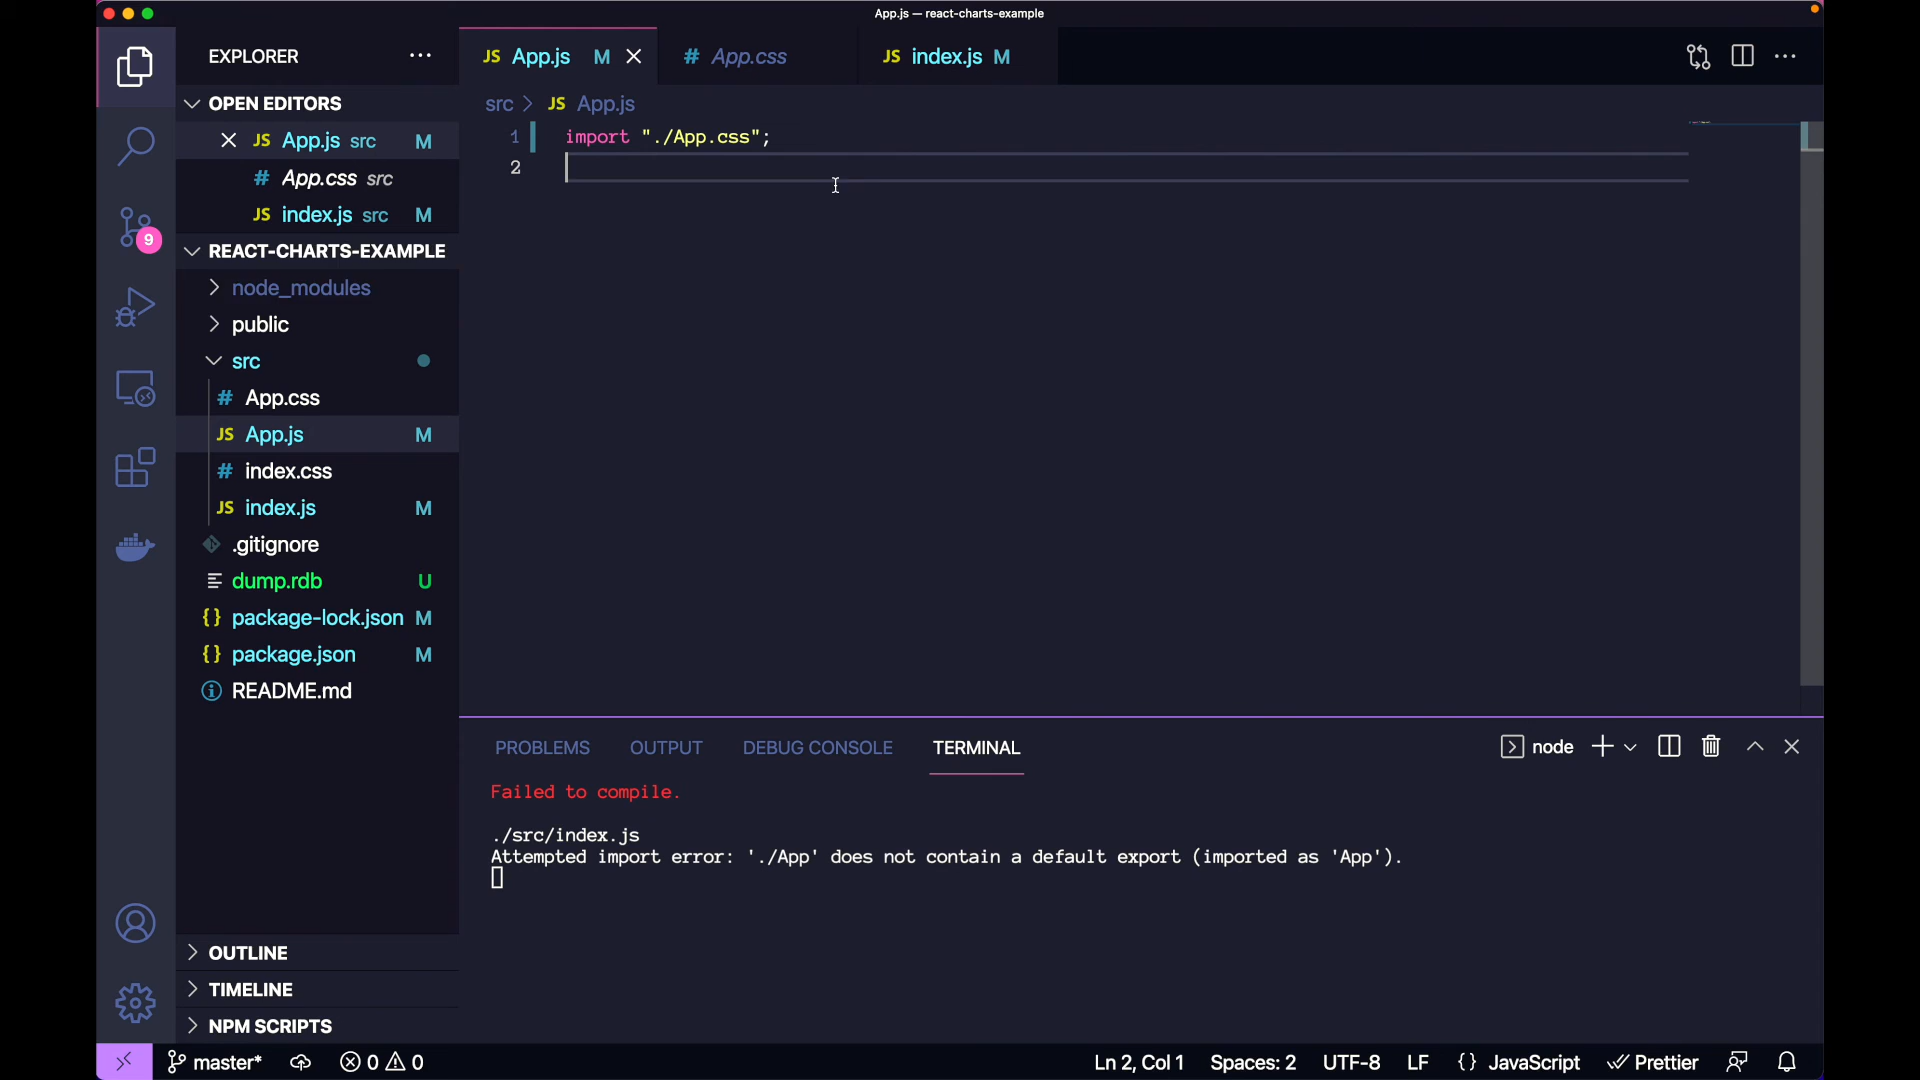 App.js — react-charts-example
EXPLORER
JS App.js M
# App.css
JS index.js M
OPEN EDITORS
src > JS App.js
JS App.js src M
# App.css src
JS index.js src M
1 import "./App.css";
2
REACT-CHARTS-EXAMPLE
node_modules
public
src
# App.css
JS App.js M
# index.css
JS index.js M
.gitignore
dump.rdb U
{} package-lock.json M
{} package.json M
README.md
9
OUTLINE
TIMELINE
NPM SCRIPTS
PROBLEMS OUTPUT DEBUG CONSOLE TERMINAL
node
Failed to compile.
./src/index.js
Attempted import error: './App' does not contain a default export (imported as 'App').
master* 0 0
Ln 2, Col 1 Spaces: 2 UTF-8 LF {} JavaScript Prettier